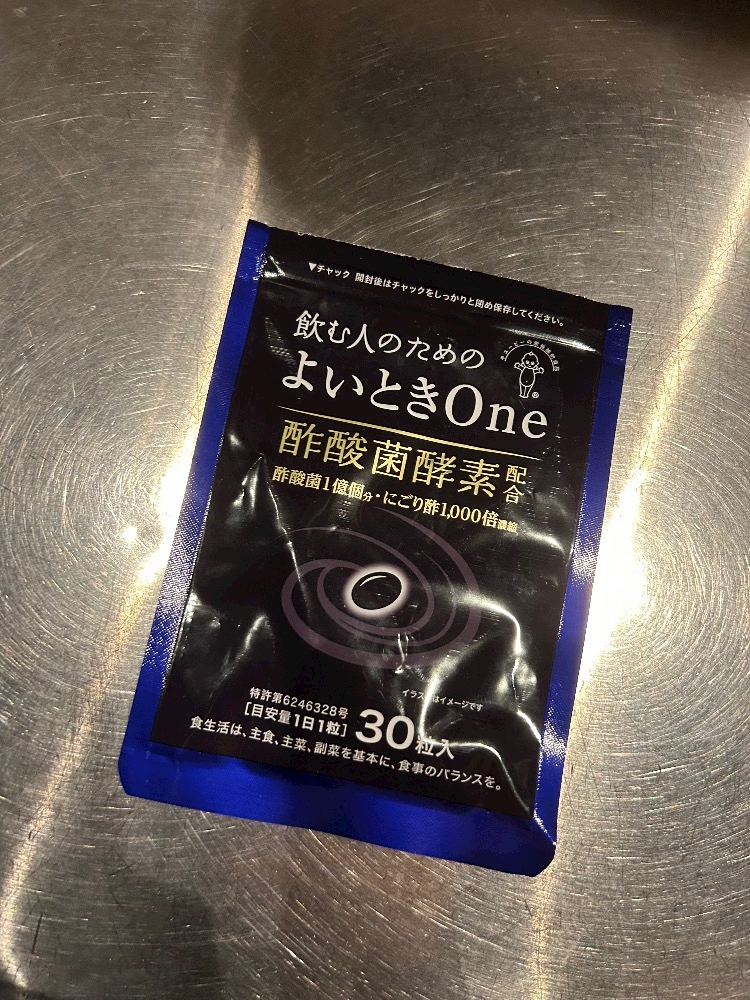 ▼チャック 開封後はチャックをしっかりと閉め保存してください。
飲む人のための
よいときOne
®
酢酸菌酵素配合
酢酸菌1億個分・にごり酢1,000倍濃縮
イラストはイメージです
特許第6246328号
[目安量1日1粒] 30粒入
食生活は、主食、主菜、副菜を基本に、食事のバランスを。